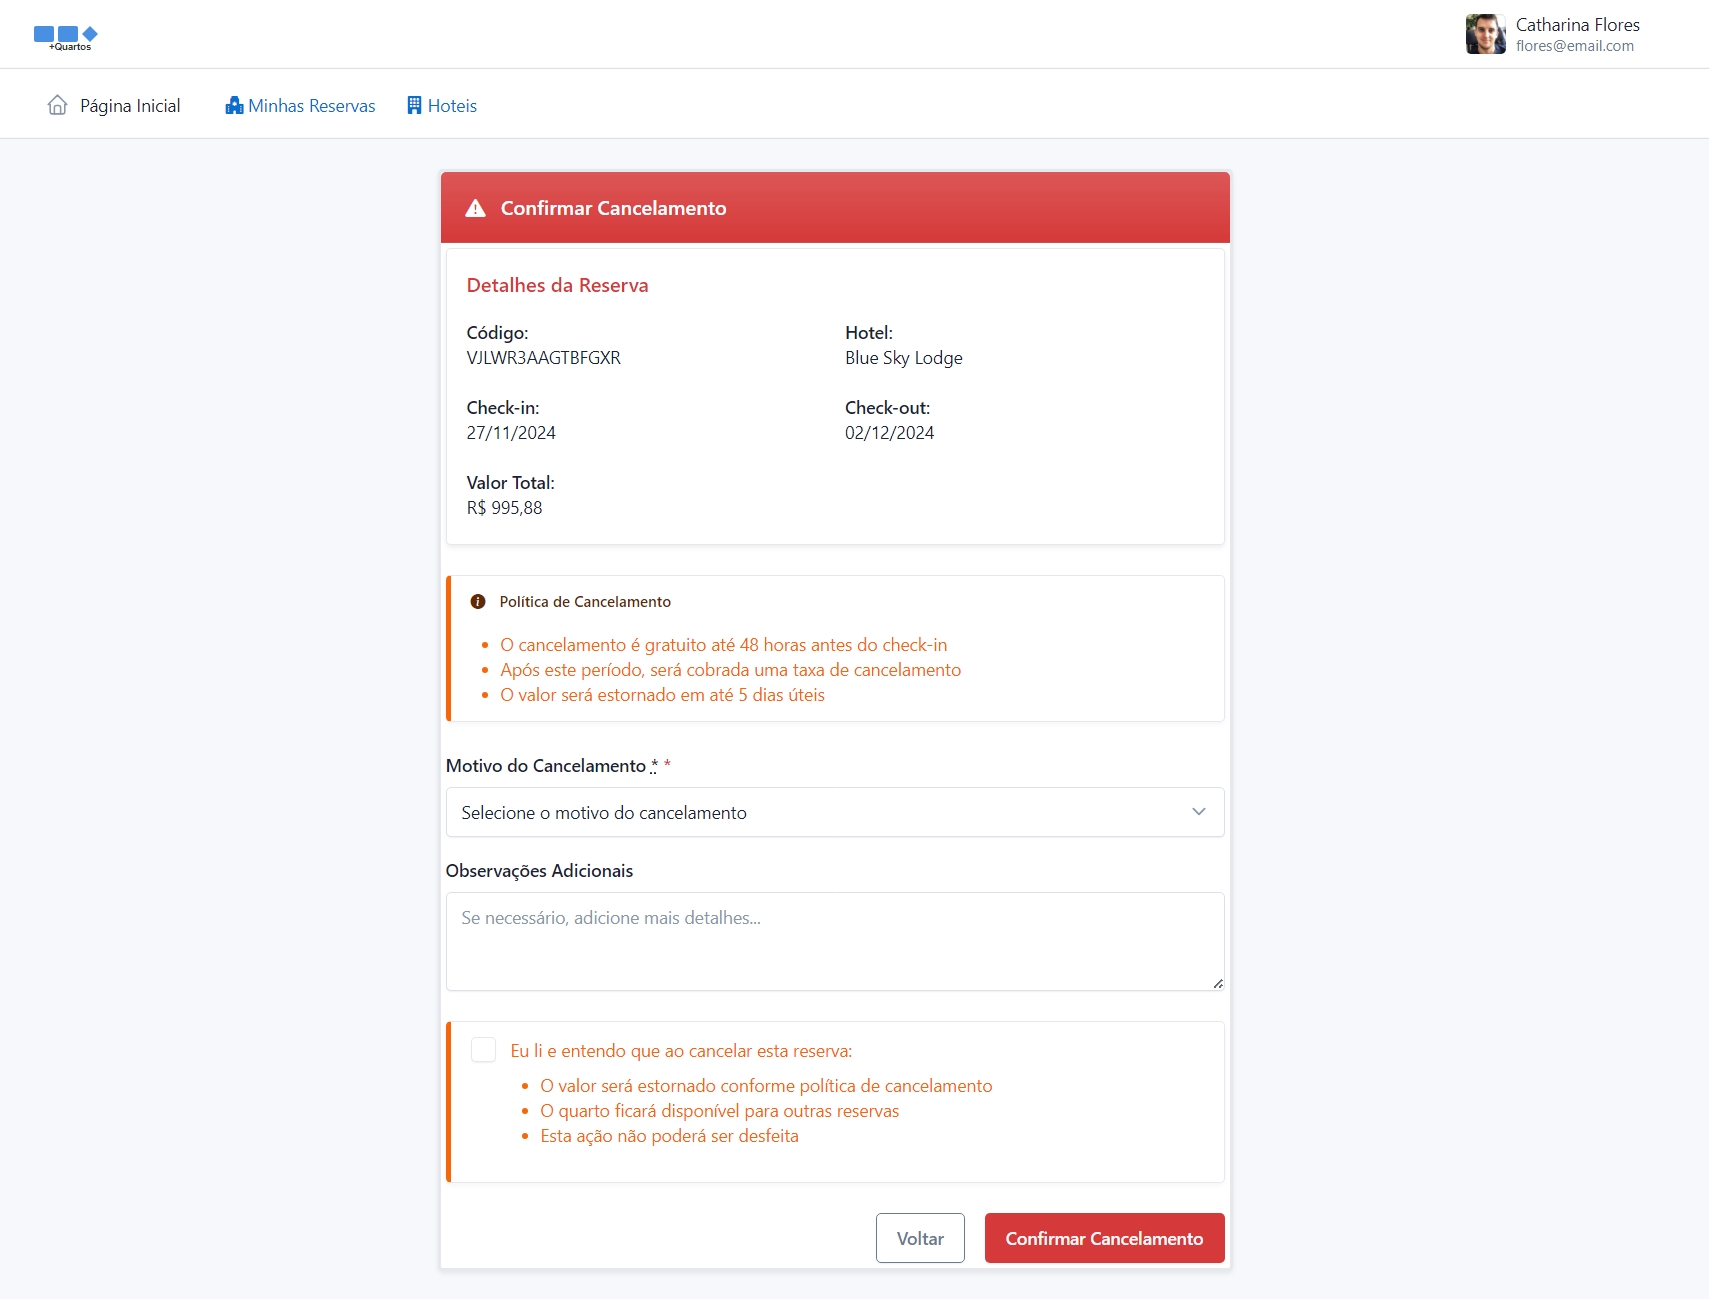 +Quartos
Catharina Flores
flores@email.com
Página Inicial
Minhas Reservas
Hoteis
Confirmar Cancelamento
Detalhes da Reserva
Código:
VJLWR3AAGTBFGXR
Hotel:
Blue Sky Lodge
Check-in:
27/11/2024
Check-out:
02/12/2024
Valor Total:
R$ 995,88
Política de Cancelamento
• O cancelamento é gratuito até 48 horas antes do check-in
• Após este período, será cobrada uma taxa de cancelamento
• O valor será estornado em até 5 dias úteis
Motivo do Cancelamento * *
Selecione o motivo do cancelamento
Observações Adicionais
Se necessário, adicione mais detalhes...
Eu li e entendo que ao cancelar esta reserva:
• O valor será estornado conforme política de cancelamento
• O quarto ficará disponível para outras reservas
• Esta ação não poderá ser desfeita
Voltar
Confirmar Cancelamento